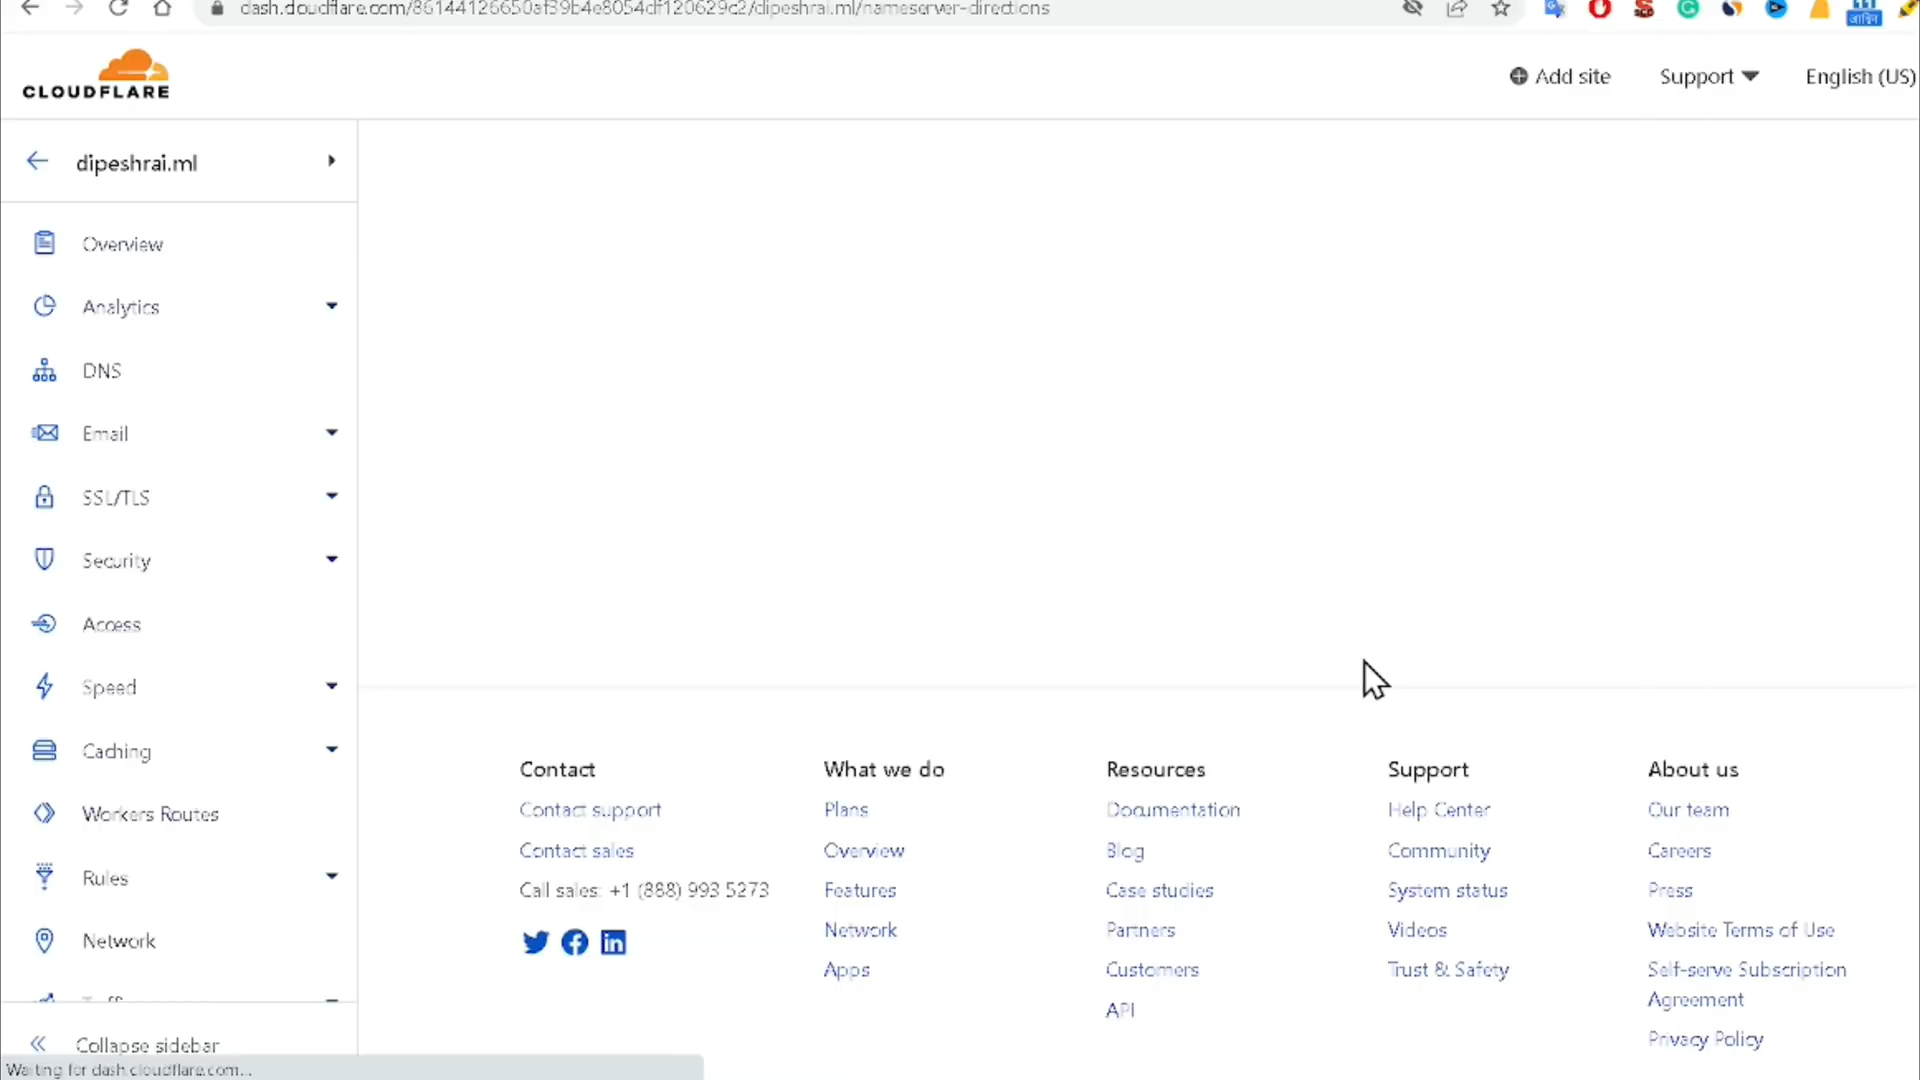 dash.cloudflare.com/86144126650af39b4e8054df120629c2/dipeshrai.ml/nameserver-directions
CLOUDFLARE
Add site
Support
English (US)
dipeshrai.ml
Overview
Analytics
DNS
Email
SSL/TLS
Security
Access
Speed
Caching
Workers Routes
Rules
Network
Collapse sidebar
Contact
Contact support
Contact sales
Call sales: +1 (888) 993 5273
What we do
Plans
Overview
Features
Network
Apps
Resources
Documentation
Blog
Case studies
Partners
Customers
API
Support
Help Center
Community
System status
Videos
Trust & Safety
About us
Our team
Careers
Press
Website Terms of Use
Self-serve Subscription
Agreement
Privacy Policy
Waiting for dash.cloudflare.com...